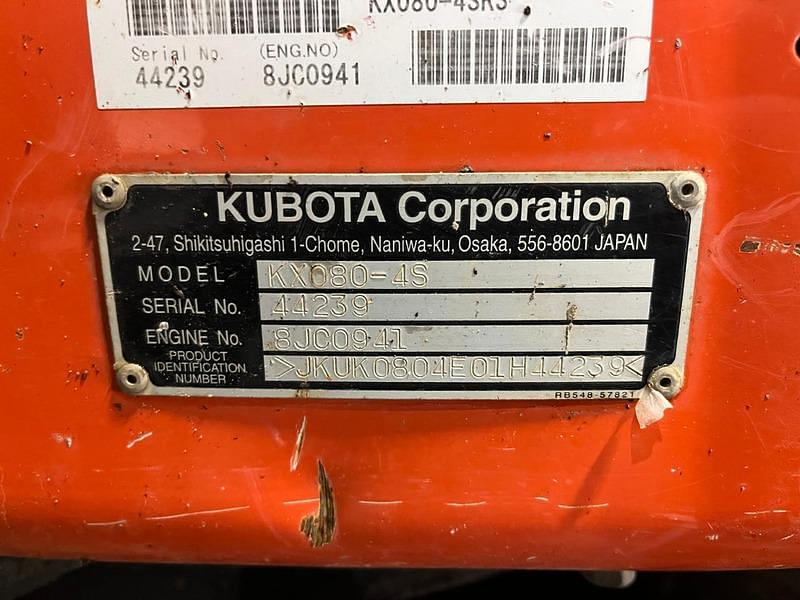 KX080-4SR3
Serial No. (ENG.NO)
44239 8JC0941
KUBOTA Corporation
2-47, Shikitsuhigashi 1-Chome, Naniwa-ku, Osaka, 556-8601 JAPAN
MODEL KX080-4S
SERIAL No. 44239
ENGINE No. 8JC0941
PRODUCT
IDENTIFICATION
NUMBER >JKUK0804E01H44239<
RB548-57821